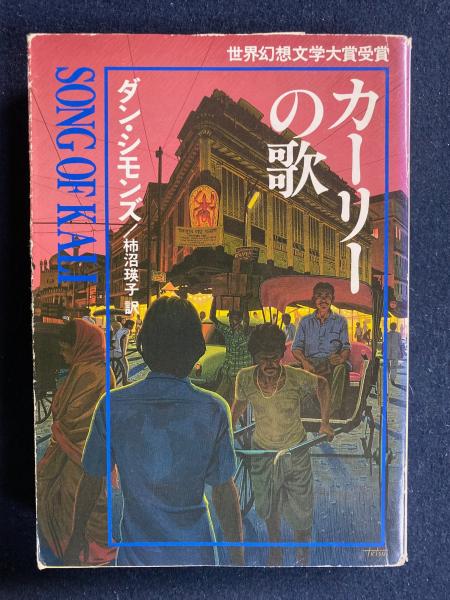 世界幻想文学大賞受賞
カーリー
の歌
ダン・シモンズ/柿沼瑛子 訳
SONG OF KALI